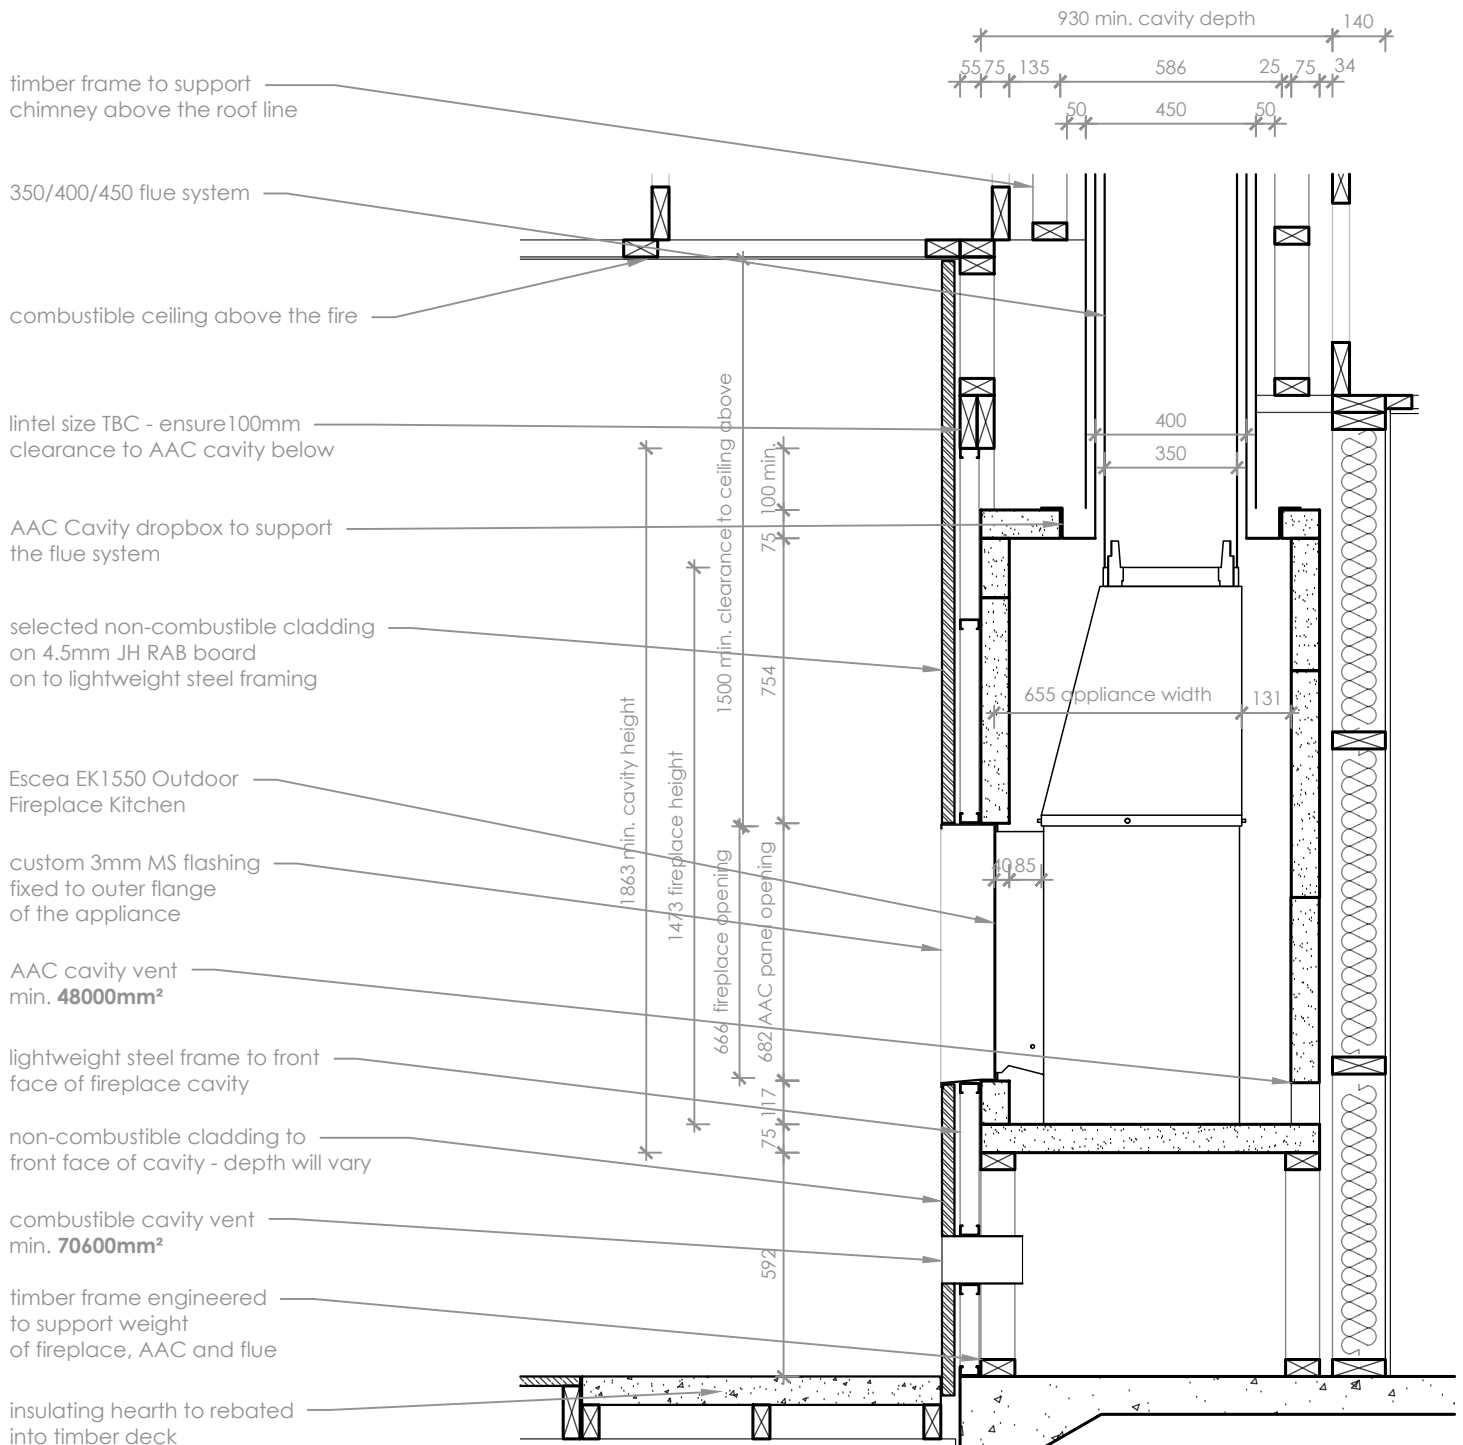 930 min. cavity depth
140
55
75
135
586
25
75
34
50
450
50
timber frame to support
chimney above the roof line
350/400/450 flue system
combustible ceiling above the fire
lintel size TBC - ensure100mm
clearance to AAC cavity below
AAC Cavity dropbox to support
the flue system
selected non-combustible cladding
on 4.5mm JH RAB board
on to lightweight steel framing
Escea EK1550 Outdoor
Fireplace Kitchen
custom 3mm MS flashing
fixed to outer flange
of the appliance
AAC cavity vent
min. 48000mm²
lightweight steel frame to front
face of fireplace cavity
non-combustible cladding to
front face of cavity - depth will vary
combustible cavity vent
min. 70600mm²
timber frame engineered
to support weight
of fireplace, AAC and flue
insulating hearth to rebated
into timber deck
1863 min. cavity height
1473 fireplace height
1500 min. clearance to ceiling above
666 fireplace opening
100 min.
75
754
682 AAC panel opening
117
75
592
400
350
655 appliance width
131
40
85